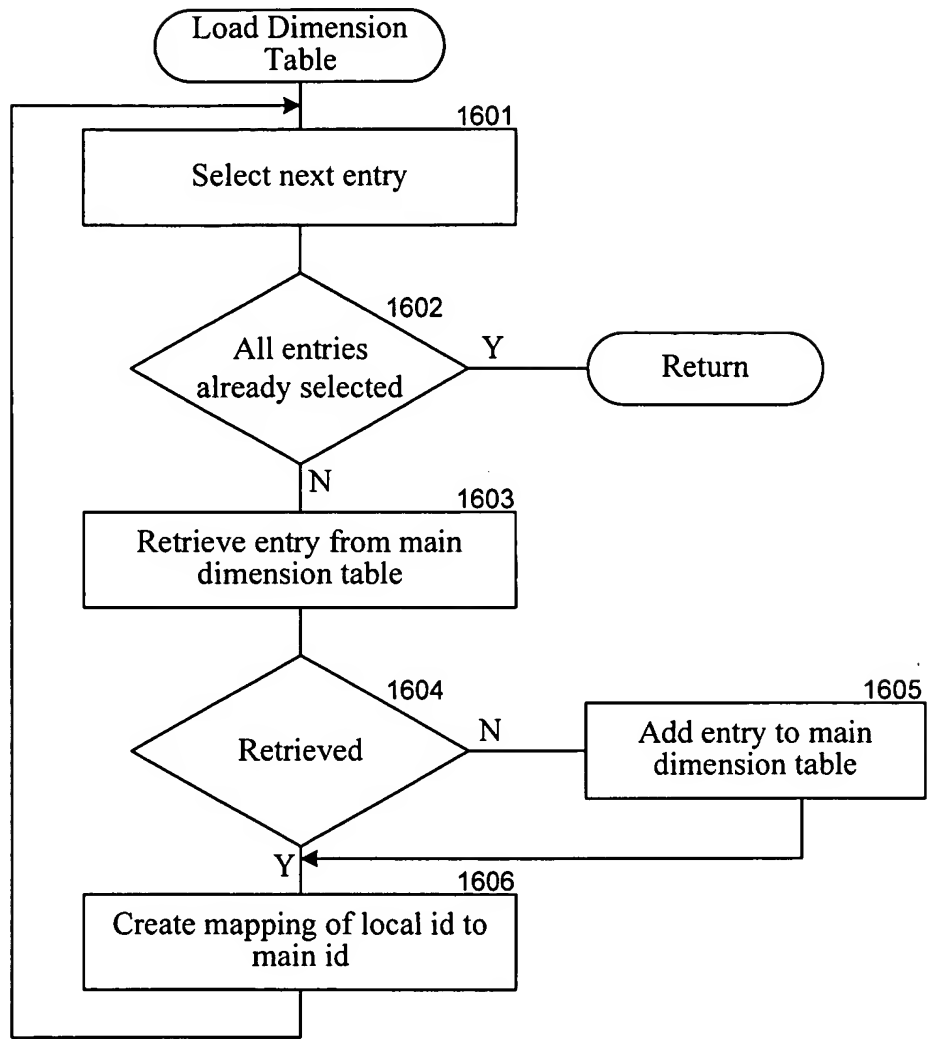 Load Dimension
Table
1601
Select next entry
1602
All entries
already selected
Y
Return
N
1603
Retrieve entry from main
dimension table
1604
Retrieved
N
1605
Add entry to main
dimension table
Y
1606
Create mapping of local id to
main id